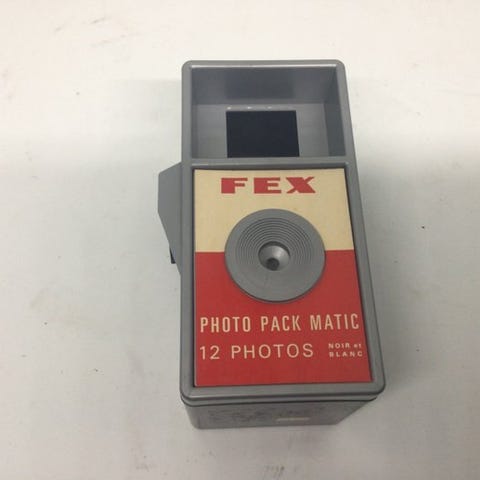 FEX
PHOTO PACK MATIC
12 PHOTOS NOIR et
BLANC